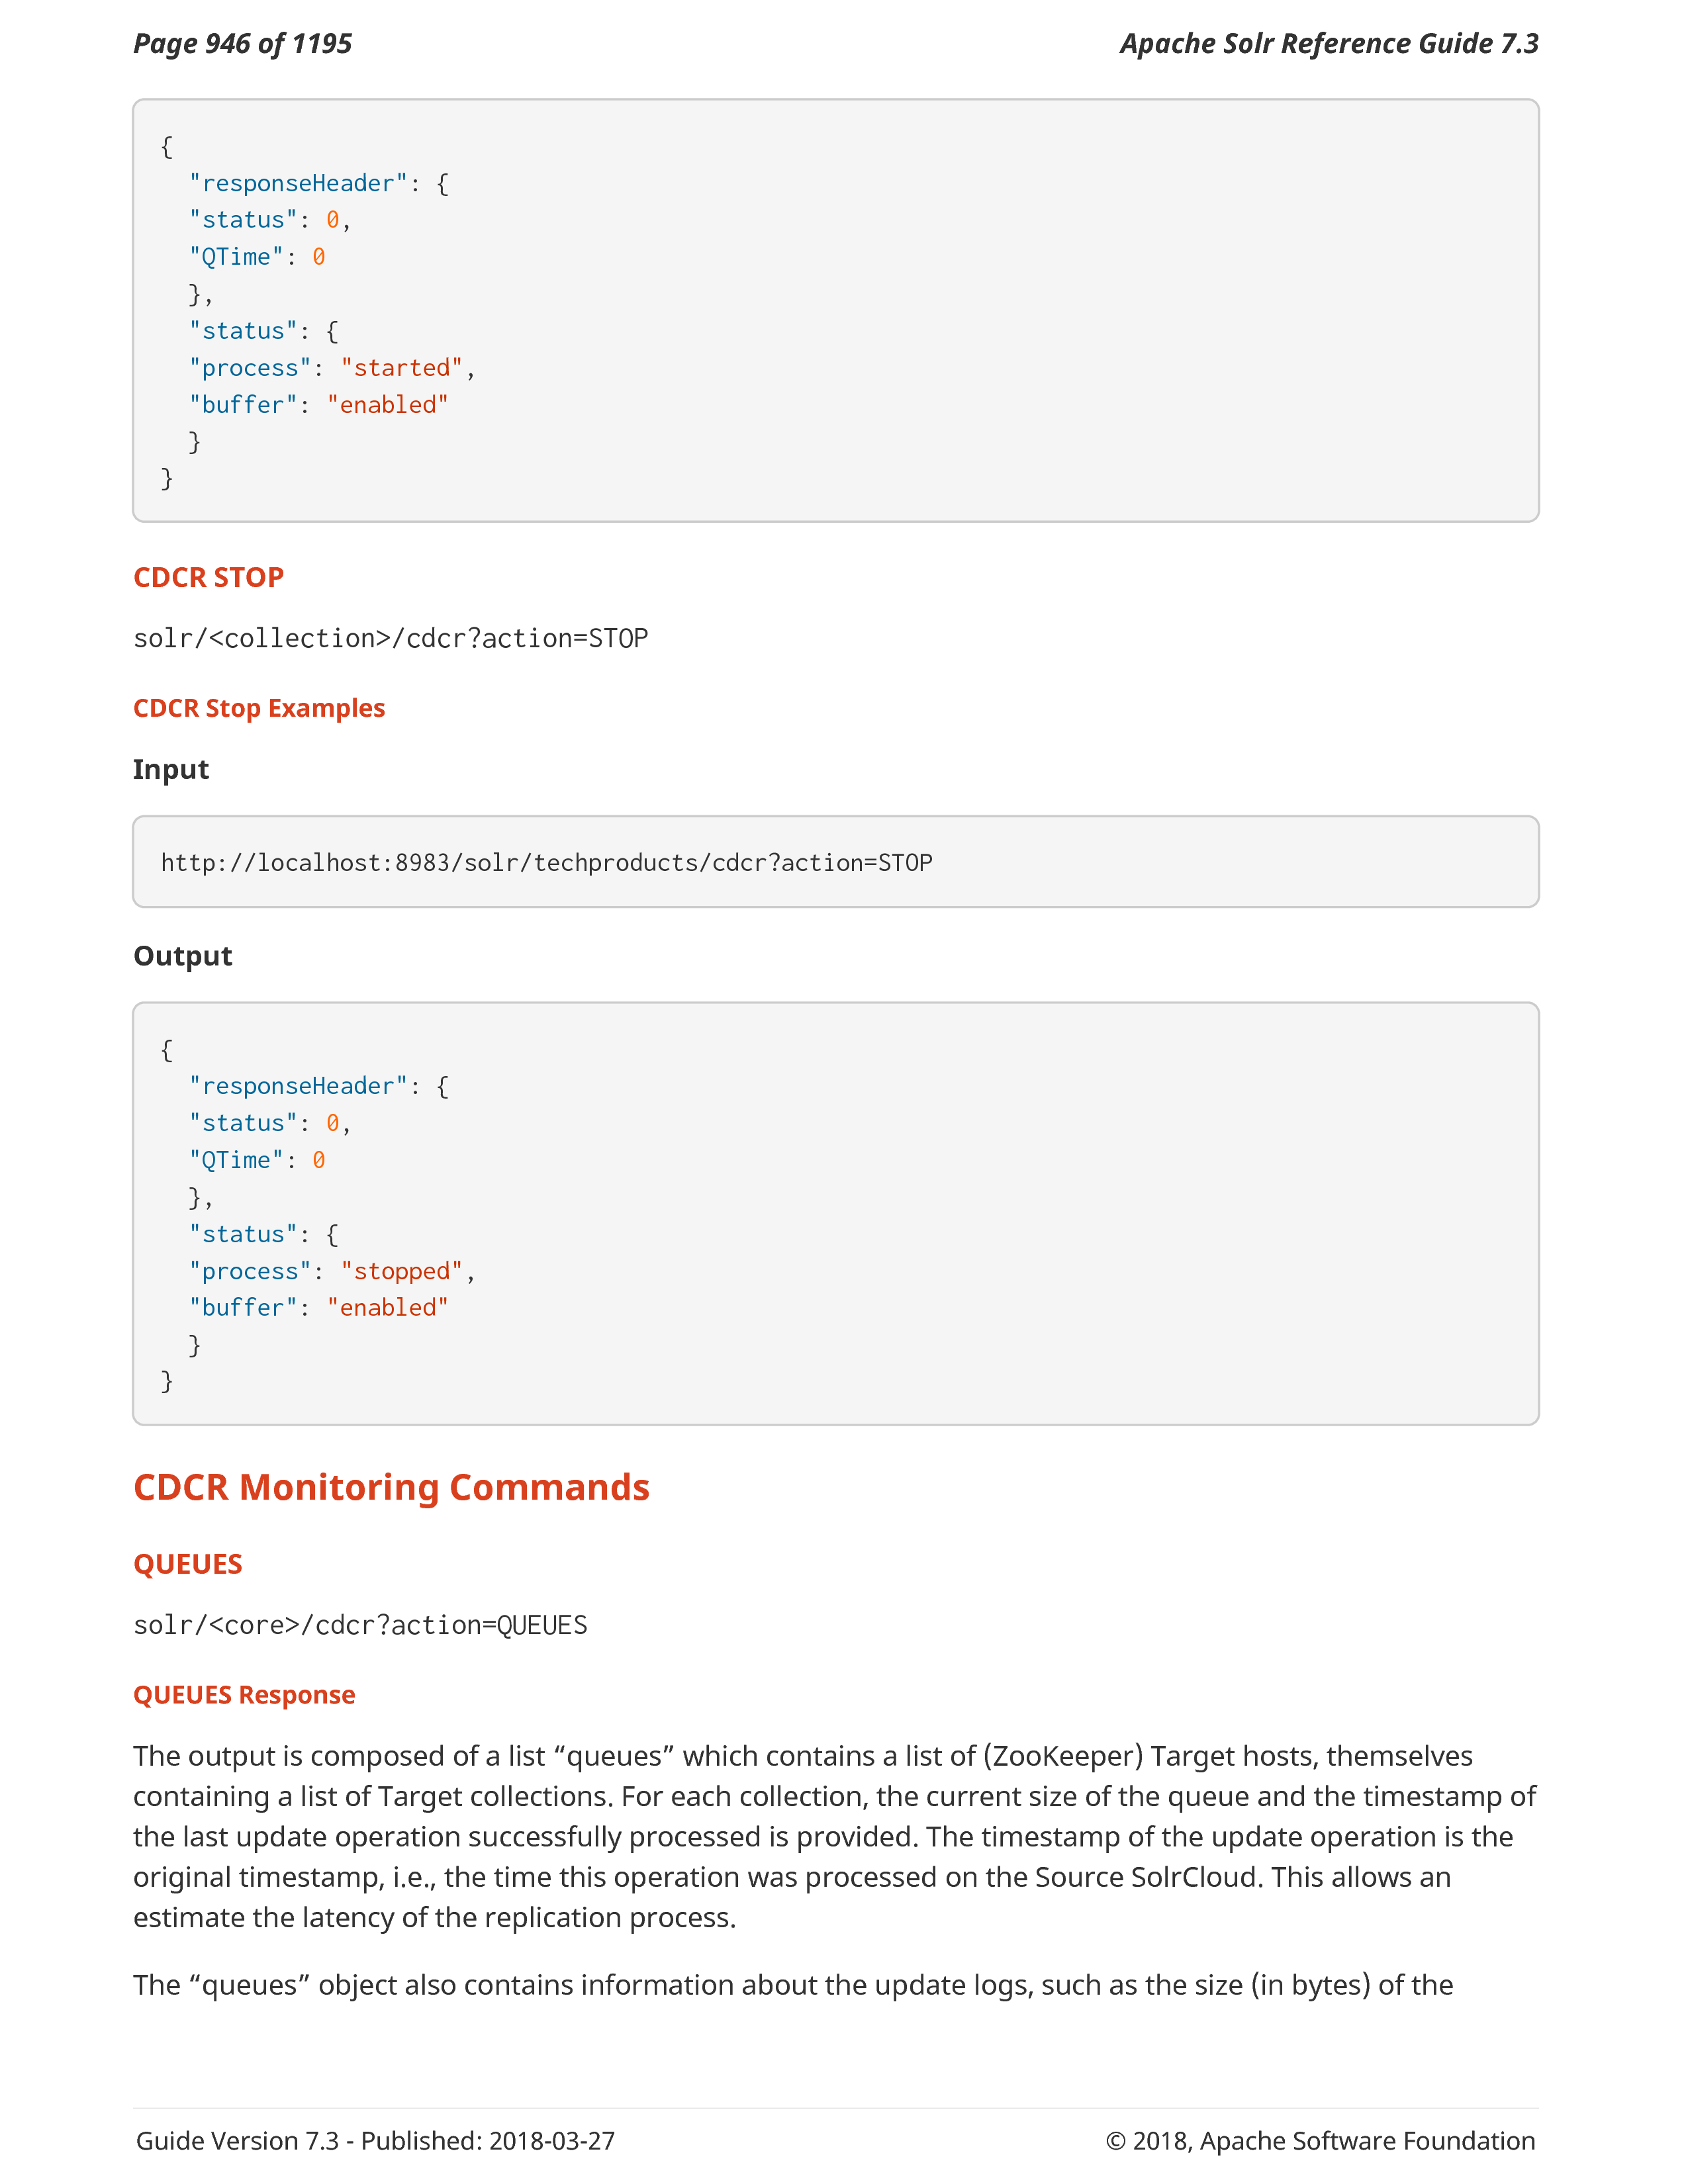 Page 946 of 1195
Apache Solr Reference Guide 7.3
{
  "responseHeader": {
  "status": 0,
  "QTime": 0
  },
  "status": {
  "process": "started",
  "buffer": "enabled"
  }
}
CDCR STOP
solr/<collection>/cdcr?action=STOP
CDCR Stop Examples
Input
http://localhost:8983/solr/techproducts/cdcr?action=STOP
Output
{
  "responseHeader": {
  "status": 0,
  "QTime": 0
  },
  "status": {
  "process": "stopped",
  "buffer": "enabled"
  }
}
CDCR Monitoring Commands
QUEUES
solr/<core>/cdcr?action=QUEUES
QUEUES Response
The output is composed of a list “queues” which contains a list of (ZooKeeper) Target hosts, themselves
containing a list of Target collections. For each collection, the current size of the queue and the timestamp of
the last update operation successfully processed is provided. The timestamp of the update operation is the
original timestamp, i.e., the time this operation was processed on the Source SolrCloud. This allows an
estimate the latency of the replication process.
The “queues” object also contains information about the update logs, such as the size (in bytes) of the
Guide Version 7.3 - Published: 2018-03-27
© 2018, Apache Software Foundation